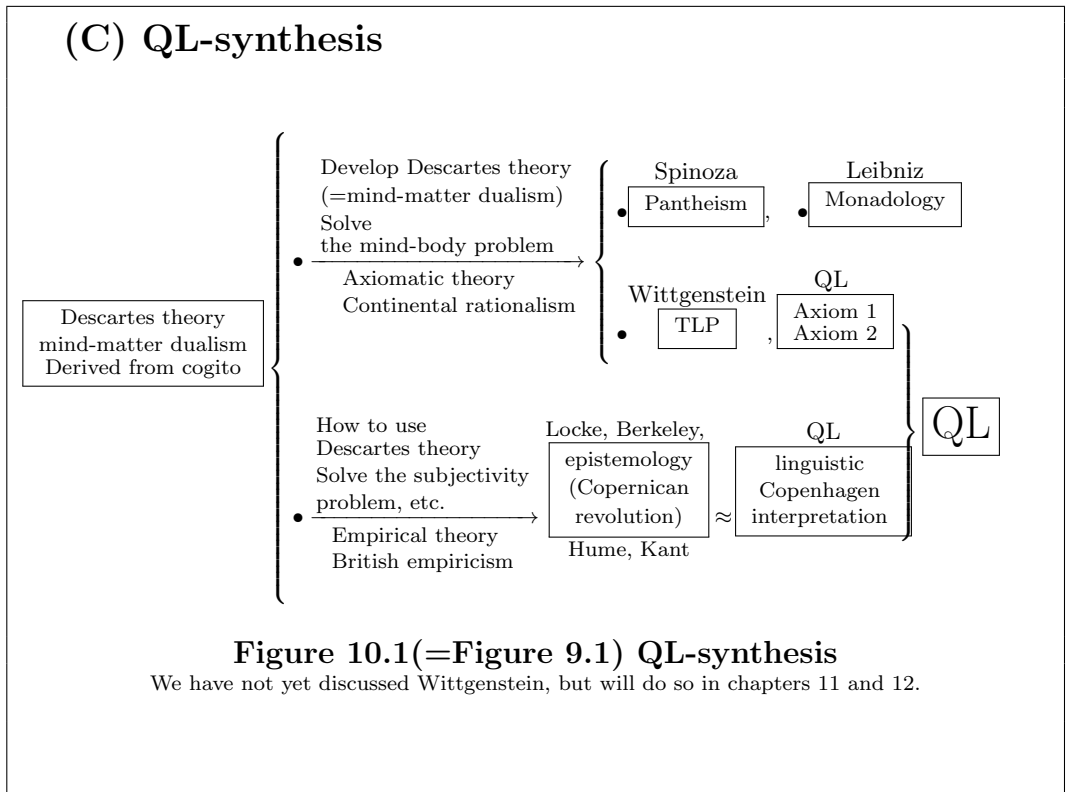 (C) QL-synthesis
Descartes theory
mind-matter dualism
Derived from cogito
• Develop Descartes theory
(=mind-matter dualism)
Solve
the mind-body problem
Axiomatic theory
Continental rationalism
Spinoza
• Pantheism,
Leibniz
• Monadology
Wittgenstein
• TLP,
QL
Axiom 1
Axiom 2
• How to use
Descartes theory
Solve the subjectivity
problem, etc.
Empirical theory
British empiricism
Locke, Berkeley,
epistemology
(Copernican
revolution)
Hume, Kant
≈
QL
linguistic
Copenhagen
interpretation
QL
Figure 10.1(=Figure 9.1) QL-synthesis
We have not yet discussed Wittgenstein, but will do so in chapters 11 and 12.